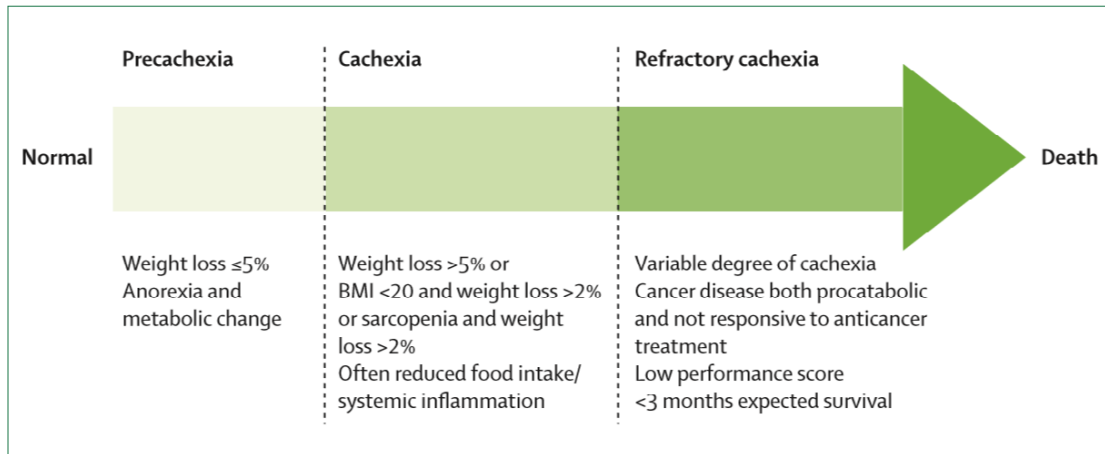 Precachexia
Cachexia
Refractory cachexia
Normal
Death
Weight loss ≤5%
Anorexia and
metabolic change
Weight loss >5% or
BMI <20 and weight loss >2%
or sarcopenia and weight
loss >2%
Often reduced food intake/
systemic inflammation
Variable degree of cachexia
Cancer disease both procatabolic
and not responsive to anticancer
treatment
Low performance score
<3 months expected survival